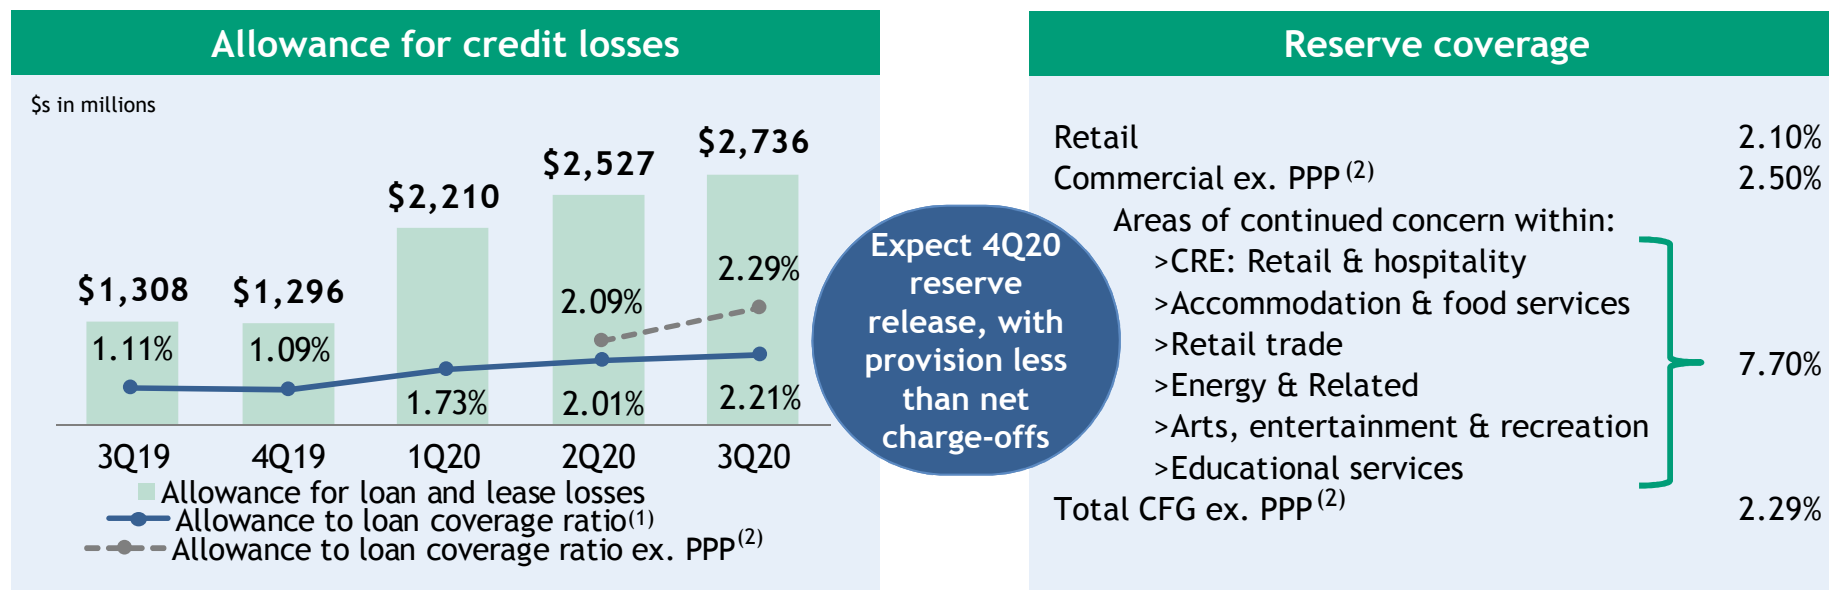 Allowance for credit losses
$s in millions
$1,308
$1,296
$2,210
$2,527
$2,736
1.11%
1.09%
1.73%
2.09%
2.01%
2.29%
2.21%
3Q19
4Q19
1Q20
2Q20
3Q20
Allowance for loan and lease losses
Allowance to loan coverage ratio(1)
Allowance to loan coverage ratio ex. PPP(2)
Expect 4Q20
reserve
release, with
provision less
than net
charge-offs
Reserve coverage
Retail 2.10%
Commercial ex. PPP(2) 2.50%
Areas of continued concern within:
>CRE: Retail & hospitality
>Accommodation & food services
>Retail trade
>Energy & Related
>Arts, entertainment & recreation
>Educational services
7.70%
Total CFG ex. PPP(2) 2.29%